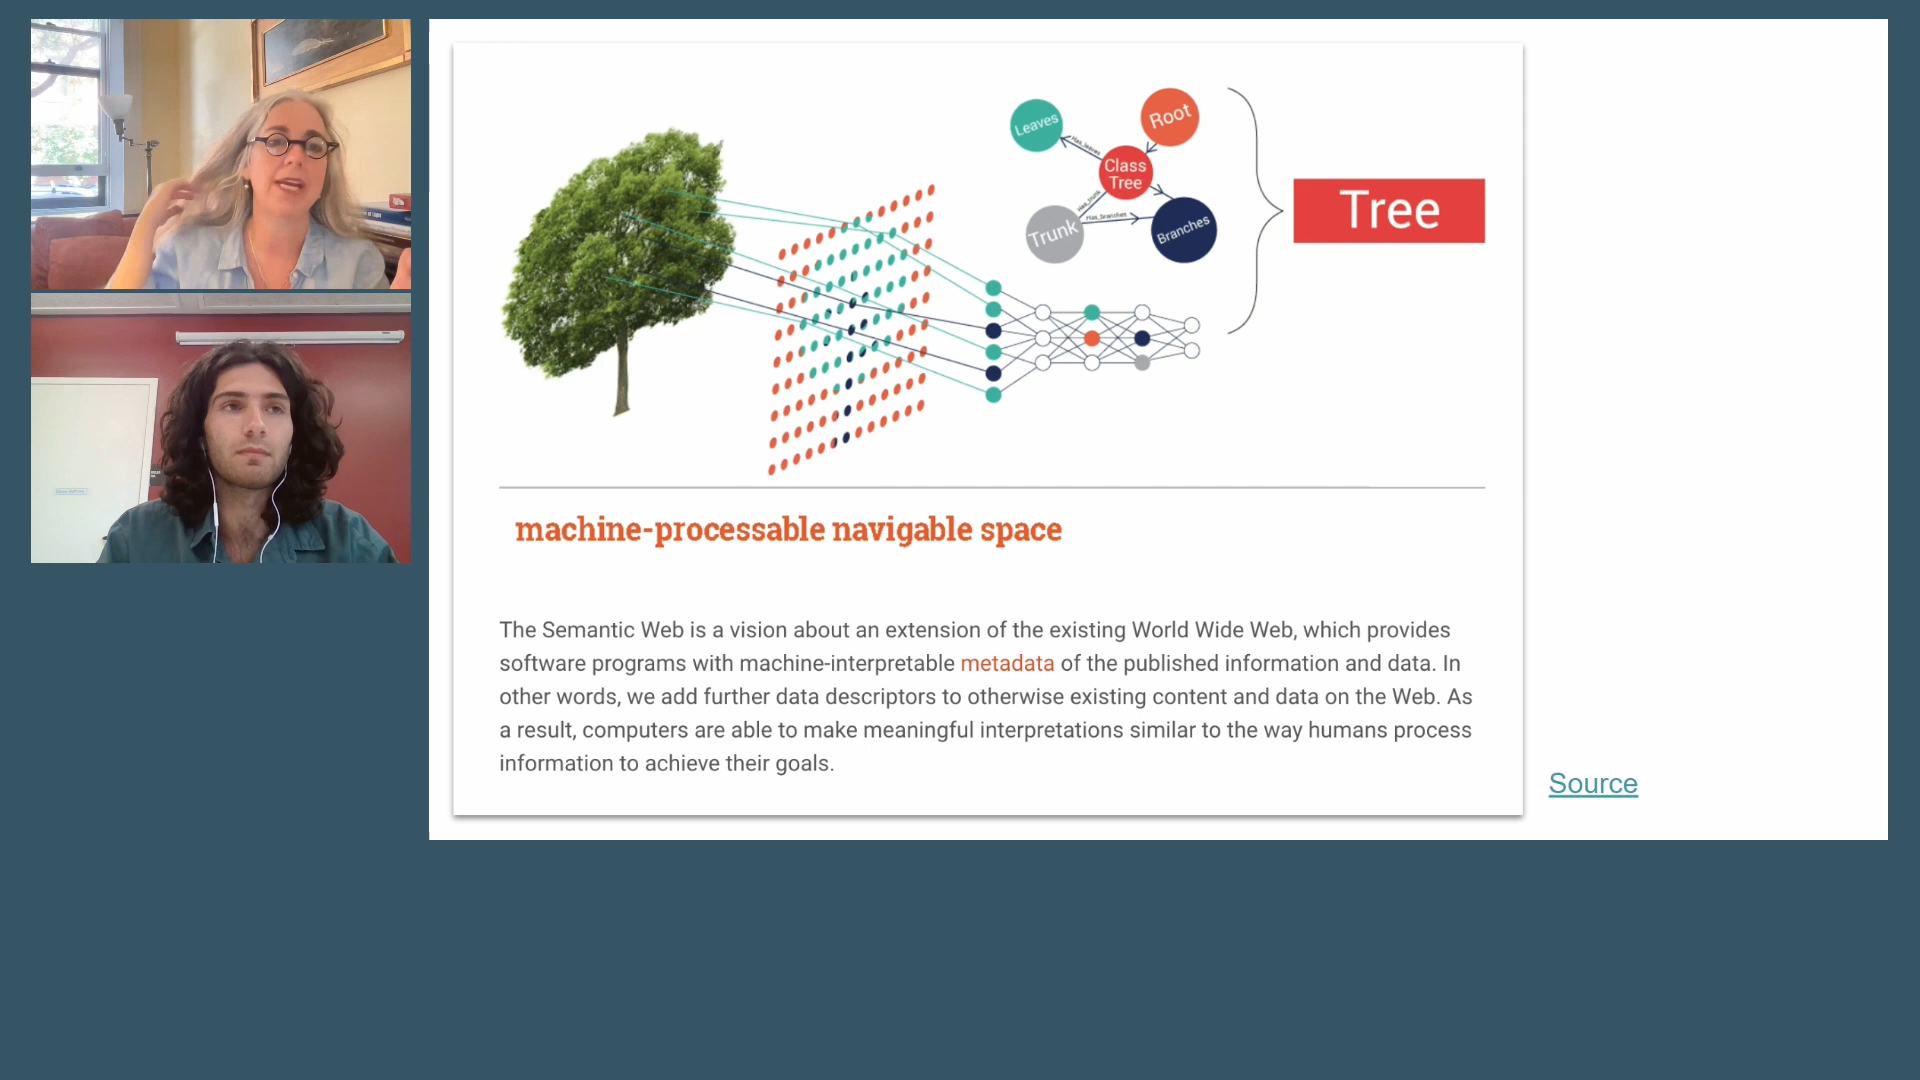 Leaves
Root
Has_leaves
Class
Tree
Has_trunk
Has_branches
Trunk
Branches
Tree
machine-processable navigable space
The Semantic Web is a vision about an extension of the existing World Wide Web, which provides
software programs with machine-interpretable metadata of the published information and data. In
other words, we add further data descriptors to otherwise existing content and data on the Web. As
a result, computers are able to make meaningful interpretations similar to the way humans process
information to achieve their goals.
Source